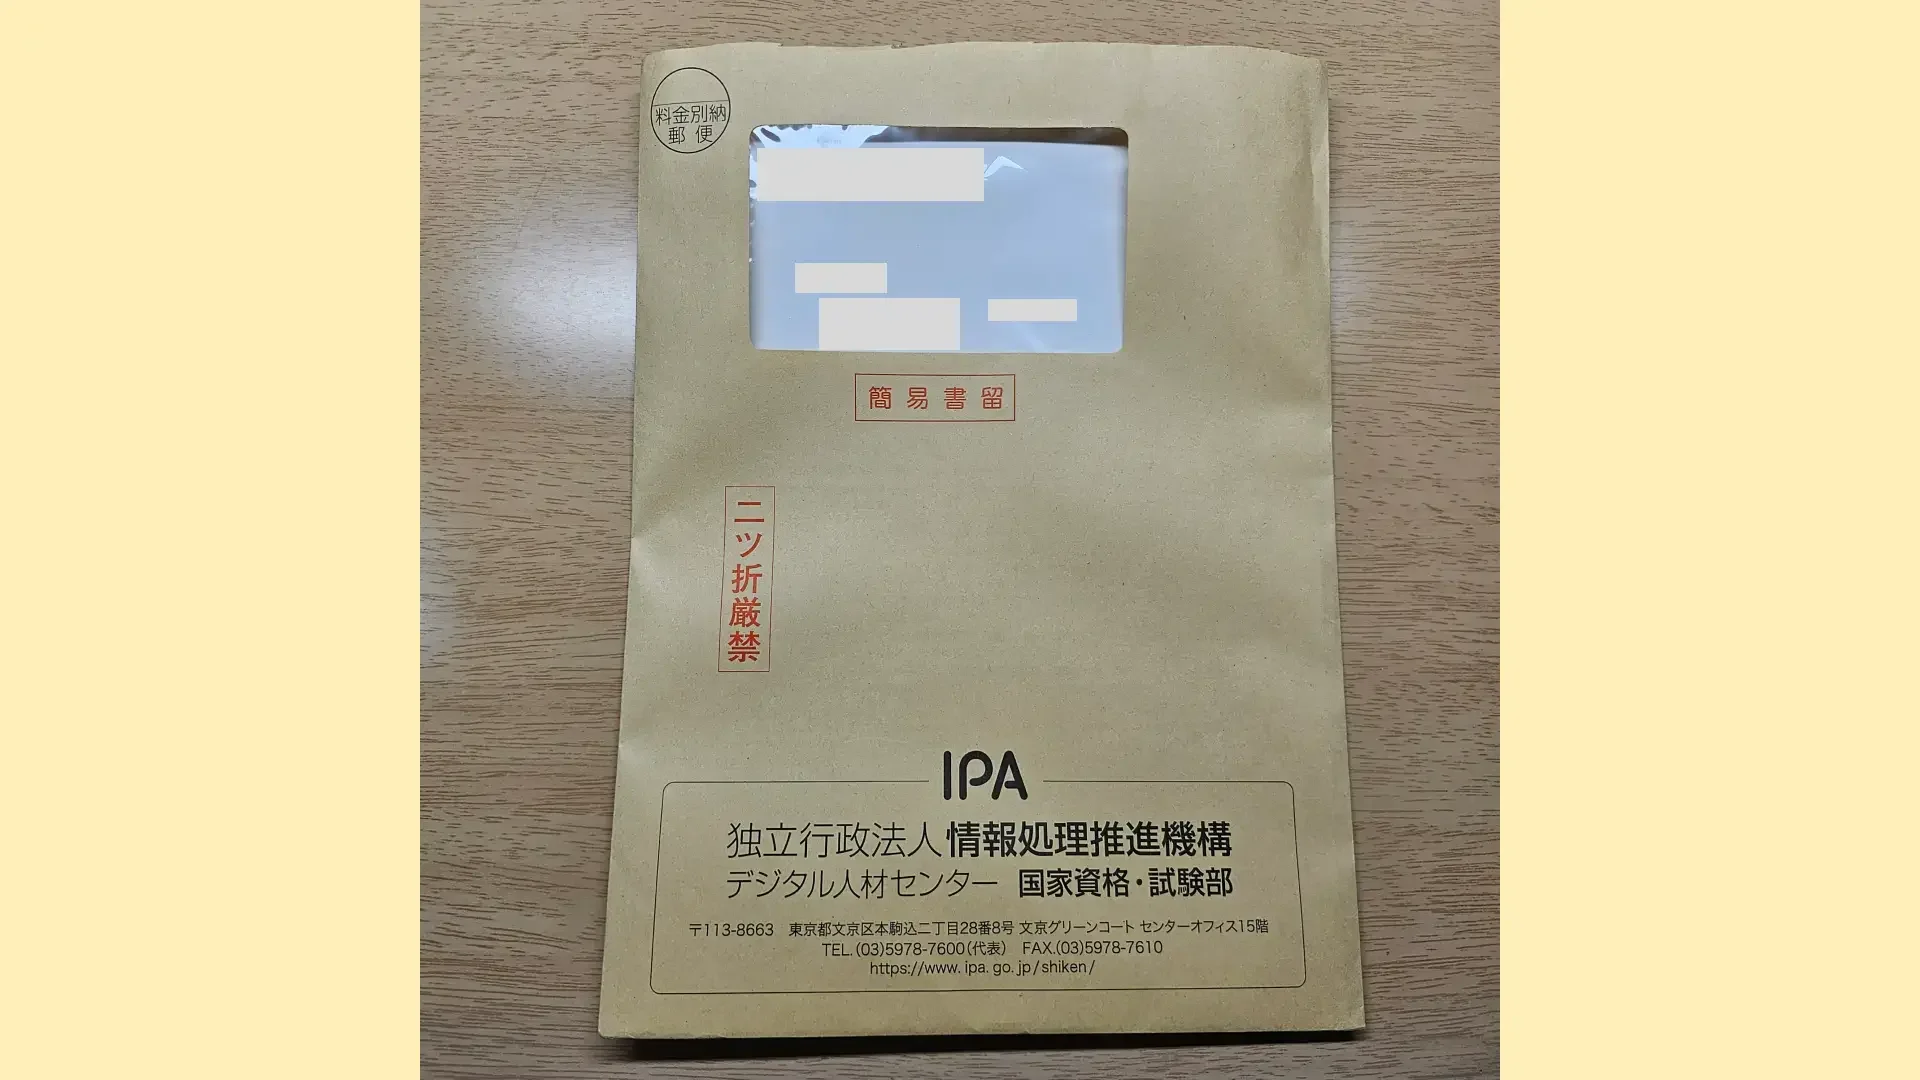 料金別納
郵便
簡易書留
二ツ折厳禁
IPA
独立行政法人情報処理推進機構
デジタル人材センター 国家資格・試験部
〒113-8663 東京都文京区本駒込二丁目28番8号 文京グリーンコート センターオフィス15階
TEL.(03)5978-7600(代表) FAX.(03)5978-7610
https://www.ipa.go.jp/shiken/